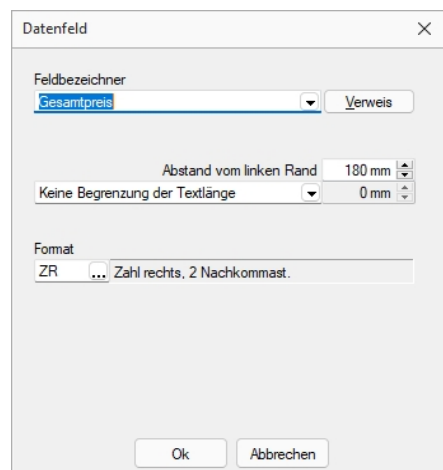 Datenfeld
Feldbezeichner
Gesamtpreis
Verweis
Abstand vom linken Rand 180 mm
Keine Begrenzung der Textlänge 0 mm
Format
ZR ... Zahl rechts, 2 Nachkommast.
Ok Abbrechen